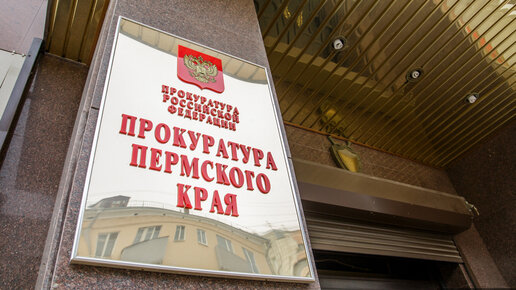 ПРОКУРАТУРА
РОССИЙСКОЙ
ФЕДЕРАЦИИ
ПРОКУРАТУРА
ПЕРМСКОГО
КРАЯ